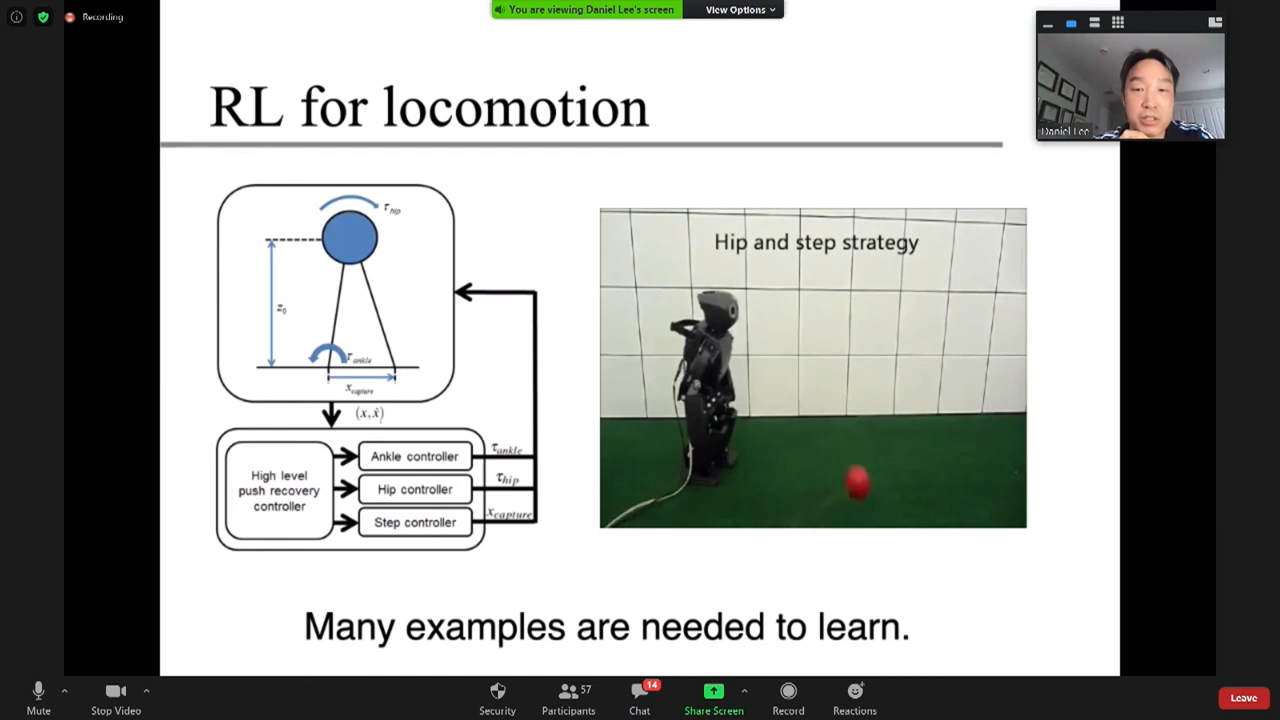 Recording
You are viewing Daniel Lee's screen
View Options
Daniel Lee
RL for locomotion
τhip
z0
τankle
xcapture
(x,ẋ)
High level
push recovery
controller
Ankle controller
Hip controller
Step controller
τankle
τhip
xcapture
Hip and step strategy
Many examples are needed to learn.
Mute
Stop Video
Security
57
Participants
14
Chat
Share Screen
Record
Reactions
Leave